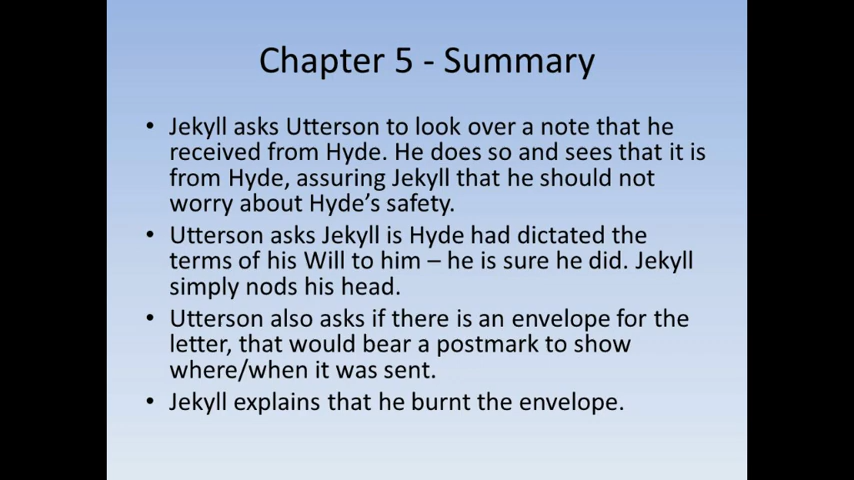 Chapter 5 - Summary
• Jekyll asks Utterson to look over a note that he
received from Hyde. He does so and sees that it is
from Hyde, assuring Jekyll that he should not
worry about Hyde’s safety.
• Utterson asks Jekyll is Hyde had dictated the
terms of his Will to him – he is sure he did. Jekyll
simply nods his head.
• Utterson also asks if there is an envelope for the
letter, that would bear a postmark to show
where/when it was sent.
• Jekyll explains that he burnt the envelope.